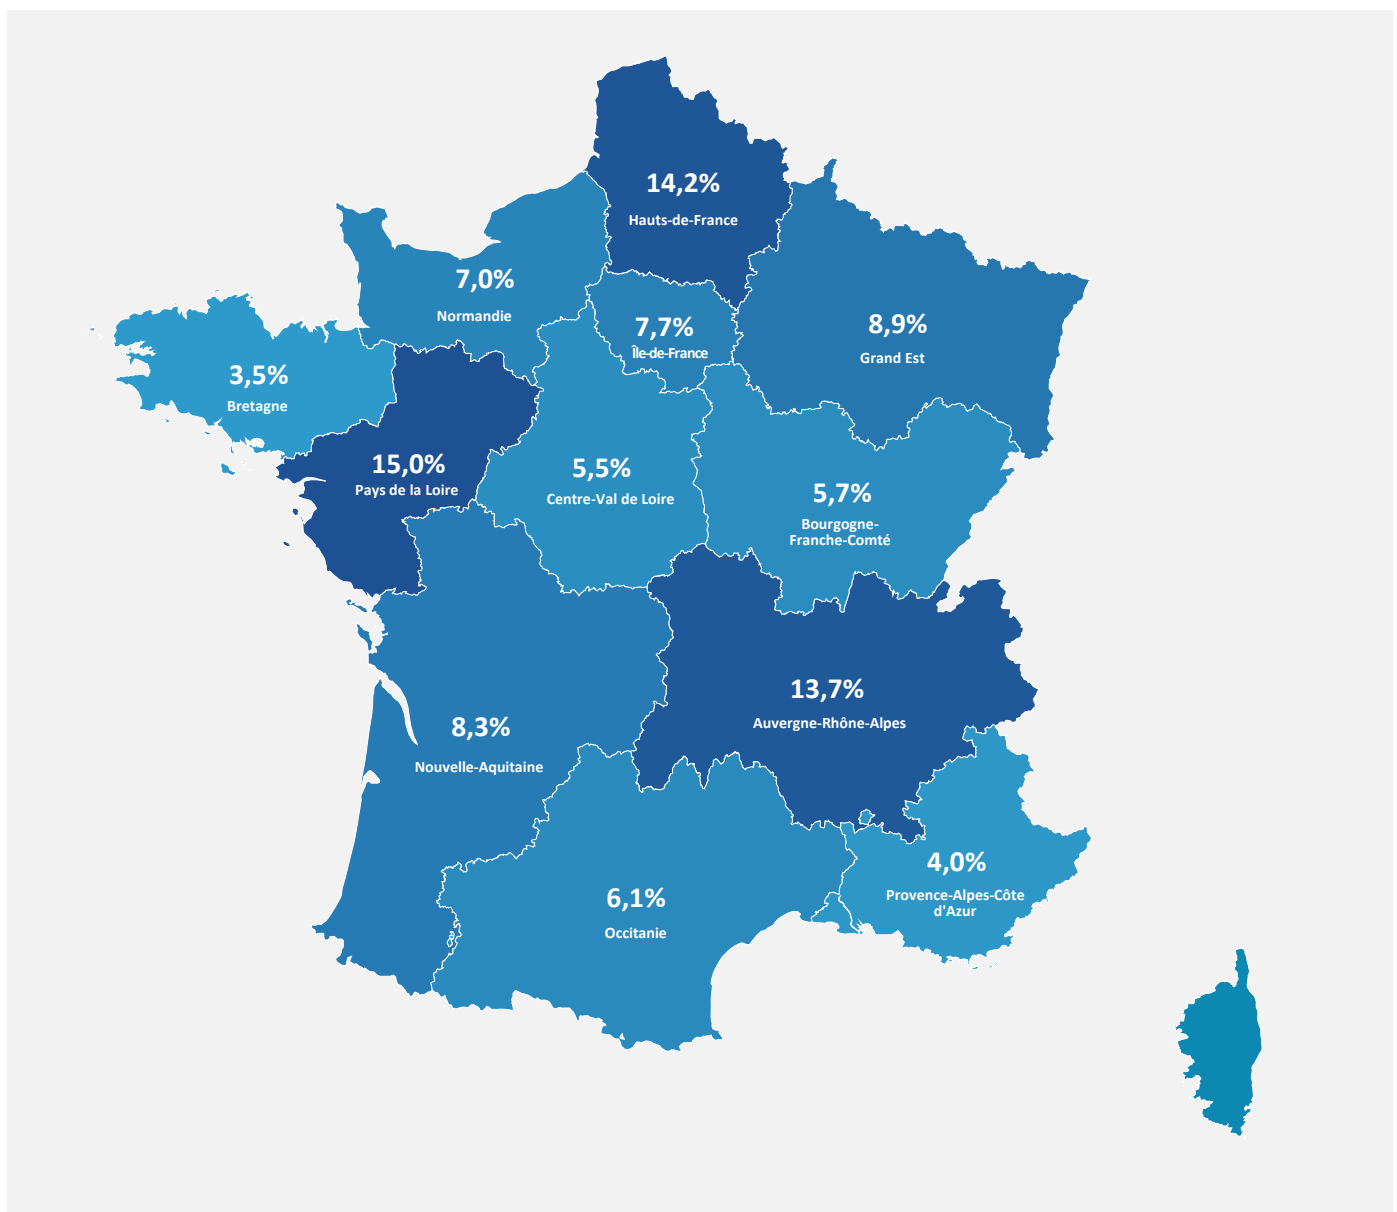 14,2%
Hauts-de-France
7,0%
Normandie
7,7%
Île-de-France
8,9%
Grand Est
3,5%
Bretagne
15,0%
Pays de la Loire
5,5%
Centre-Val de Loire
5,7%
Bourgogne-
Franche-Comté
13,7%
Auvergne-Rhône-Alpes
8,3%
Nouvelle-Aquitaine
4,0%
Provence-Alpes-Côte
d'Azur
6,1%
Occitanie